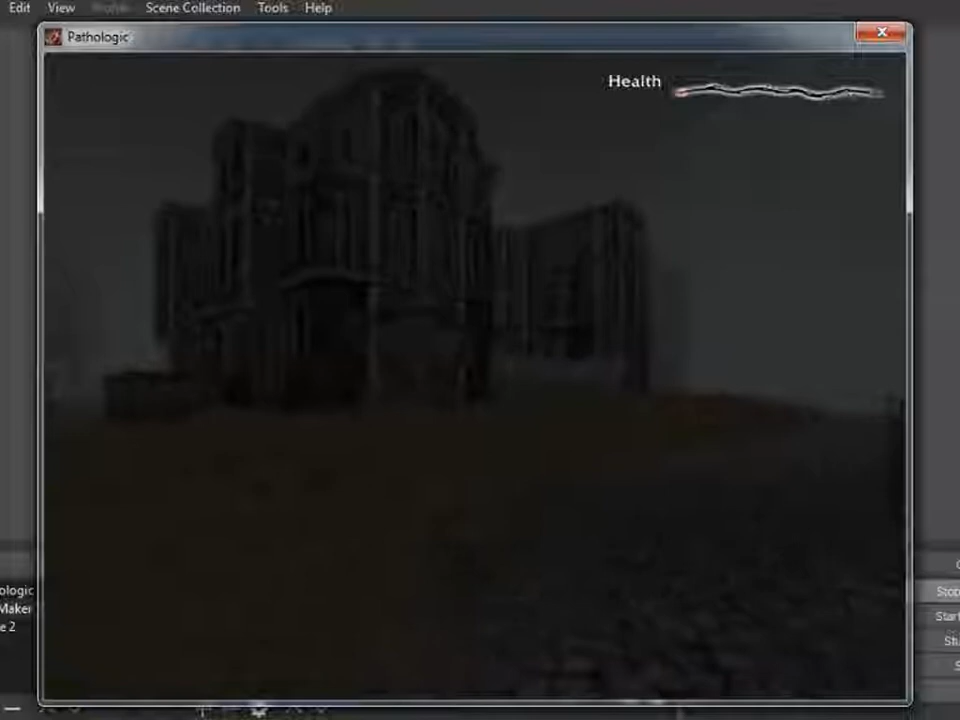 Edit View Scene Collection Tools Help
Pathologic
Health
ologic
Maker
e 2
Stop
Start